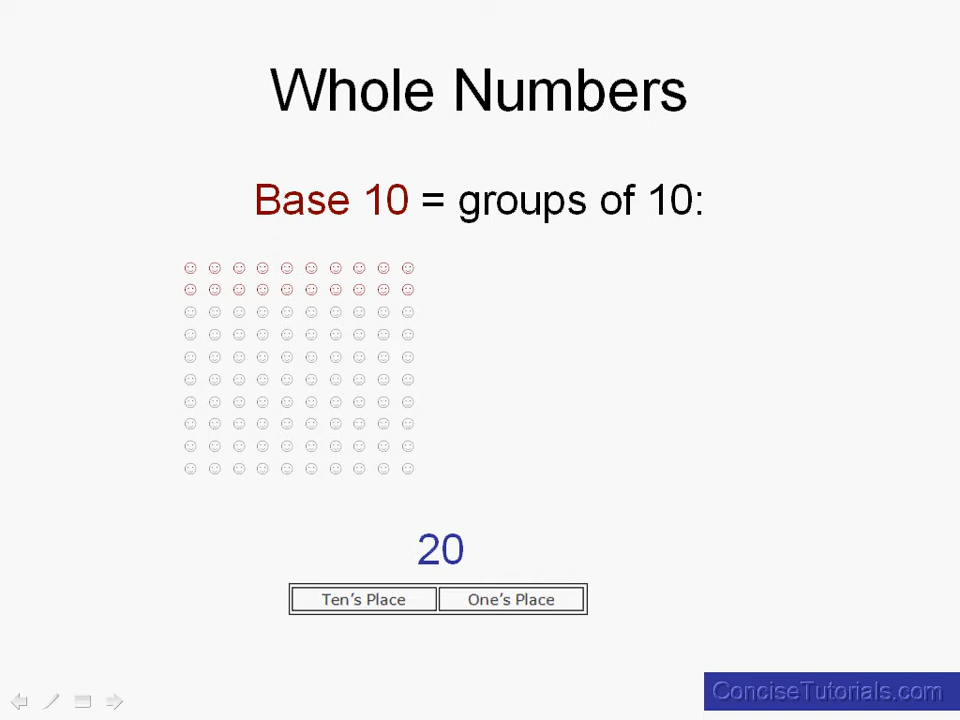 Whole Numbers
Base 10 = groups of 10:
20
Ten's Place One's Place
ConciseTutorials.com